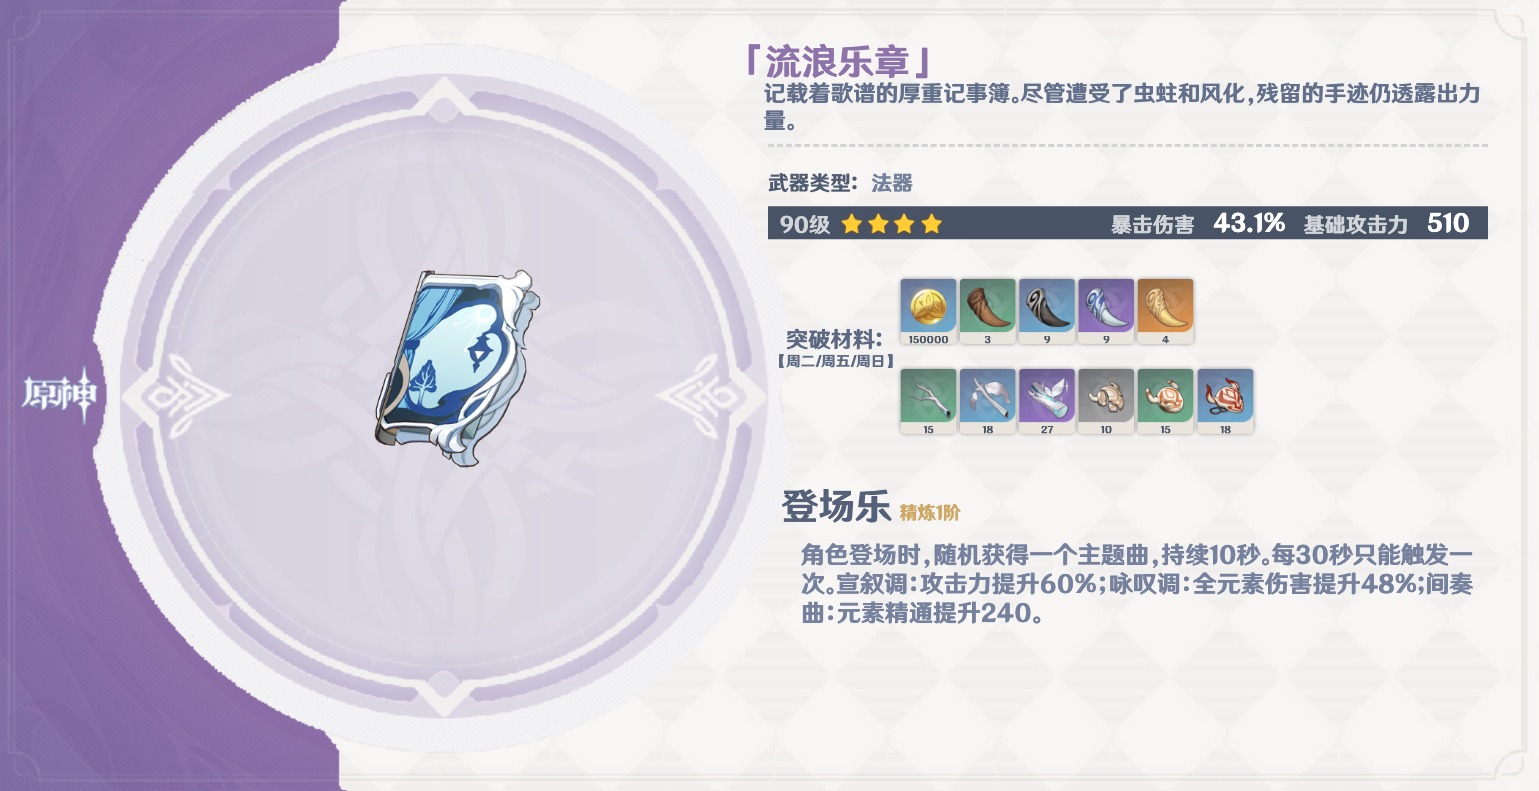 「流浪乐章」
记载着歌谱的厚重记事簿。尽管遭受了虫蛀和风化,残留的手迹仍透露出力
量。
武器类型: 法器
90级 暴击伤害 43.1% 基础攻击力 510
突破材料:
【周二/周五/周日】
150000 3 9 9 4
15 18 27 10 15 18
原神
登场乐 精炼1阶
角色登场时,随机获得一个主题曲,持续10秒。每30秒只能触发一
次。宣叙调:攻击力提升60%;咏叹调:全元素伤害提升48%;间奏
曲:元素精通提升240。